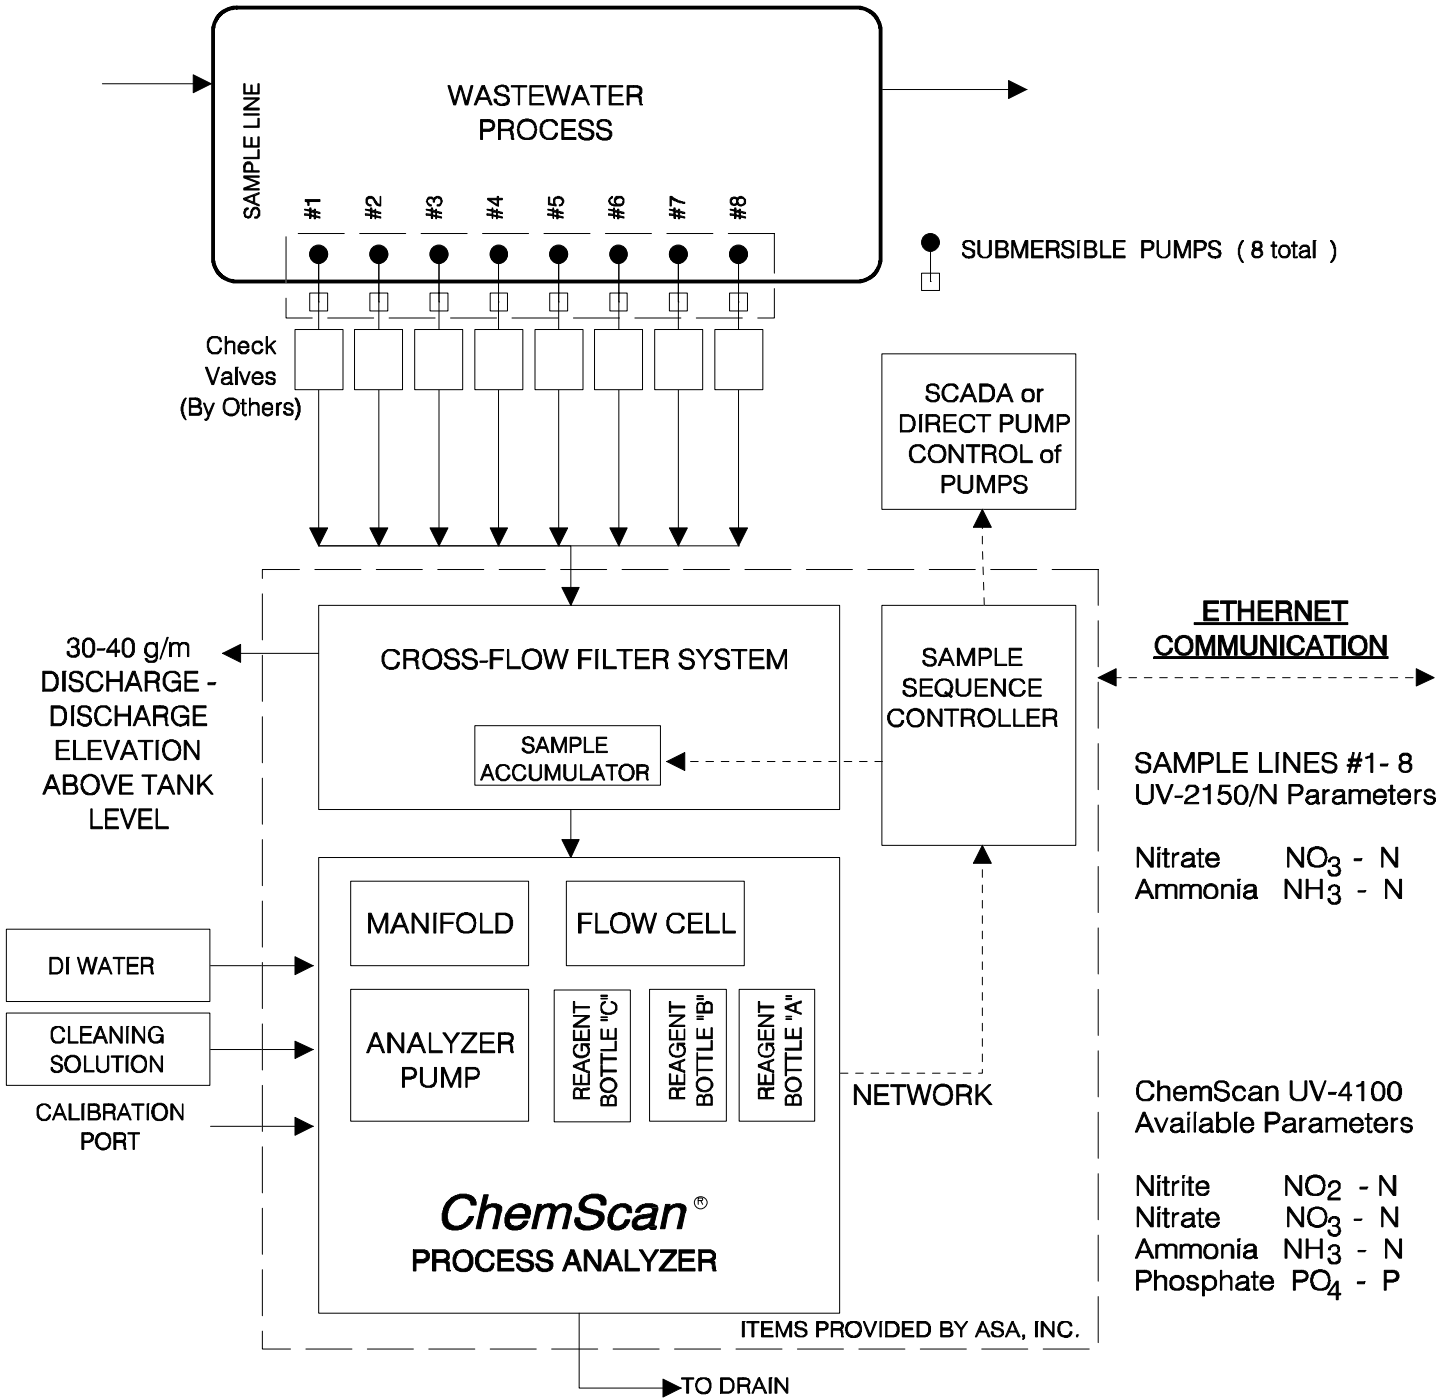 WASTEWATER
PROCESS
SAMPLE LINE
#1
#2
#3
#4
#5
#6
#7
#8
SUBMERSIBLE PUMPS ( 8 total )
Check
Valves
(By Others)
SCADA or
DIRECT PUMP
CONTROL of
PUMPS
30-40 g/m
DISCHARGE -
DISCHARGE
ELEVATION
ABOVE TANK
LEVEL
CROSS-FLOW FILTER SYSTEM
SAMPLE
ACCUMULATOR
SAMPLE
SEQUENCE
CONTROLLER
ETHERNET
COMMUNICATION
SAMPLE LINES #1- 8
UV-2150/N Parameters
Nitrate NO3 - N
Ammonia NH3 - N
DI WATER
CLEANING
SOLUTION
CALIBRATION
PORT
MANIFOLD
FLOW CELL
ANALYZER
PUMP
REAGENT
BOTTLE "C"
REAGENT
BOTTLE "B"
REAGENT
BOTTLE "A"
NETWORK
ChemScan ®
PROCESS ANALYZER
ChemScan UV-4100
Available Parameters
Nitrite NO2 - N
Nitrate NO3 - N
Ammonia NH3 - N
Phosphate PO4 - P
ITEMS PROVIDED BY ASA, INC.
TO DRAIN